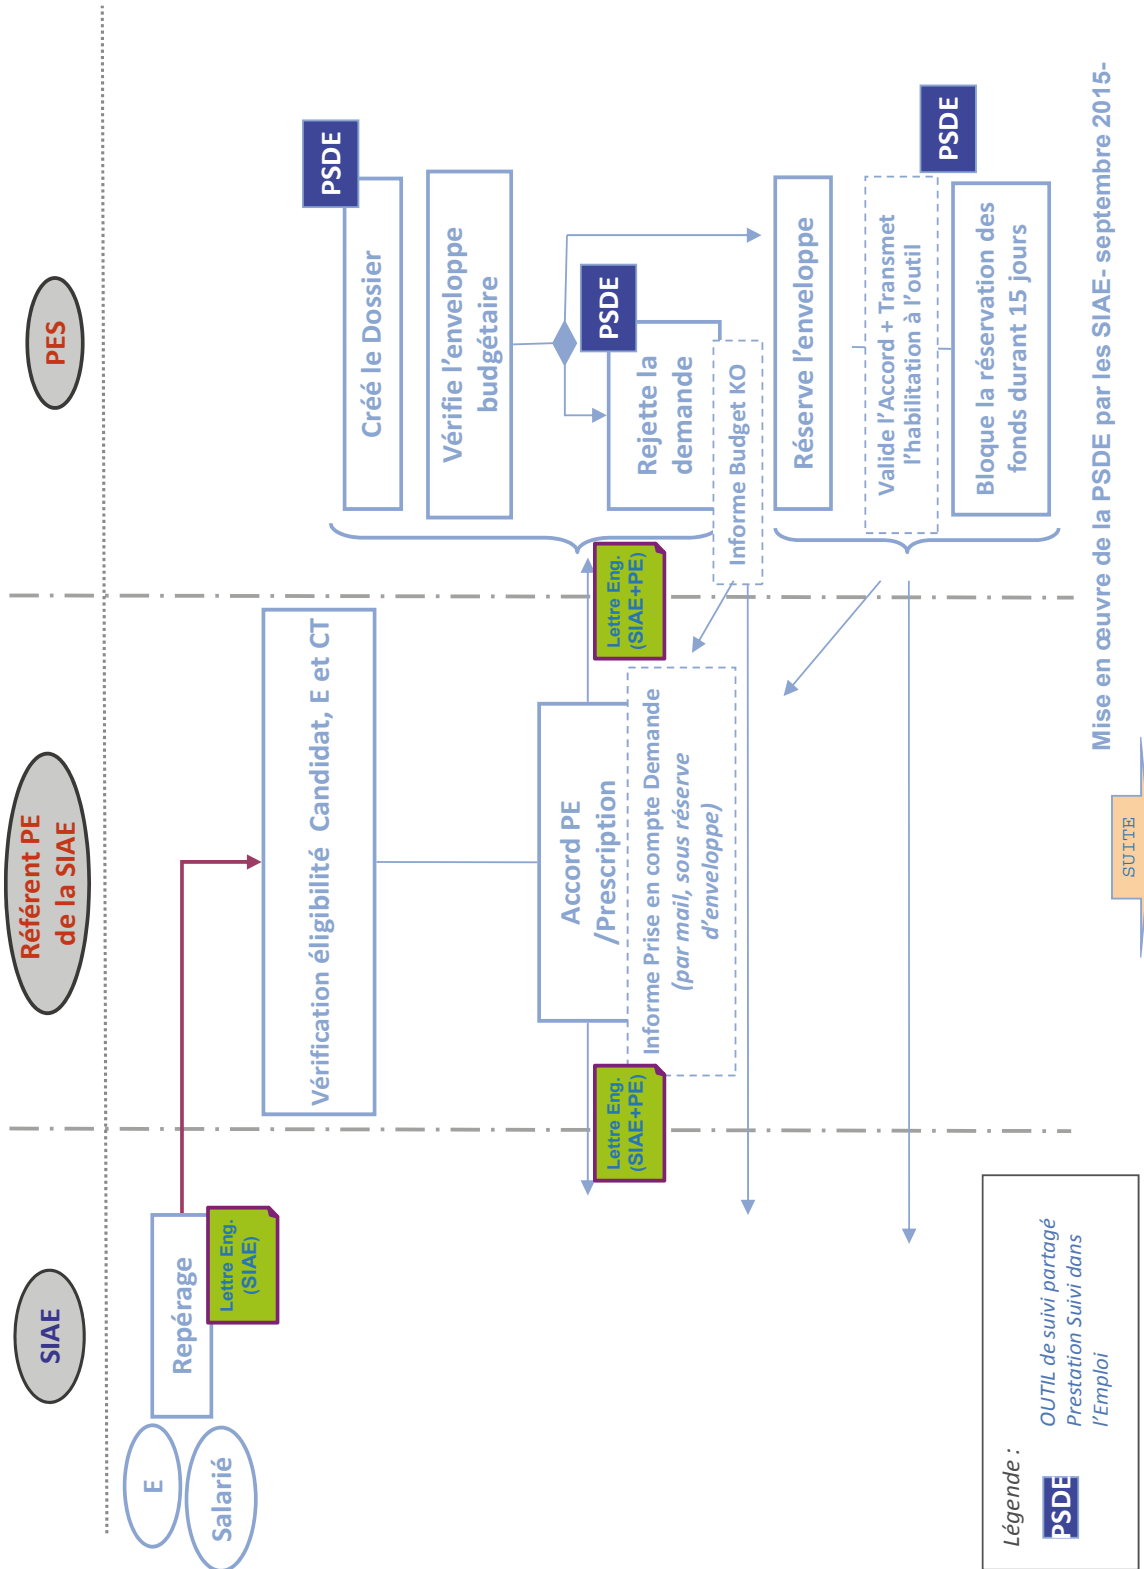 SIAE
Référent PE
de la SIAE
PES
E
Salarié
Repérage
Lettre Eng.
(SIAE)
Vérification éligibilité Candidat, E et CT
Accord PE
/Prescription
Informe Prise en compte Demande
(par mail, sous réserve
d'enveloppe)
Lettre Eng.
(SIAE+PE)
Lettre Eng.
(SIAE+PE)
PSDE
Créé le Dossier
Vérifie l'enveloppe
budgétaire
PSDE
Rejette la
demande
Informe Budget KO
Réserve l'enveloppe
Valide l'Accord + Transmet
l'habilitation à l'outil
PSDE
Bloque la réservation des
fonds durant 15 jours
Légende :
PSDE
OUTIL de suivi partagé
Prestation Suivi dans
l'Emploi
SUITE
Mise en œuvre de la PSDE par les SIAE- septembre 2015-